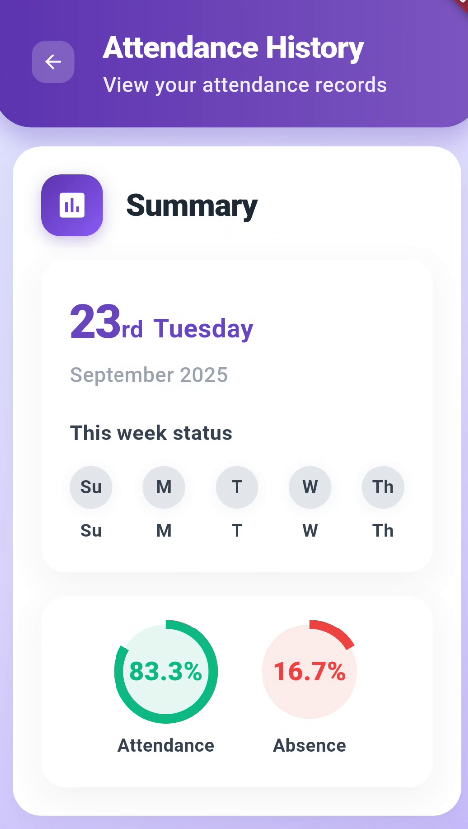 Attendance History
View your attendance records
Summary
23rd Tuesday
September 2025
This week status
Su M T W Th
Su M T W Th
83.3% 16.7%
Attendance Absence